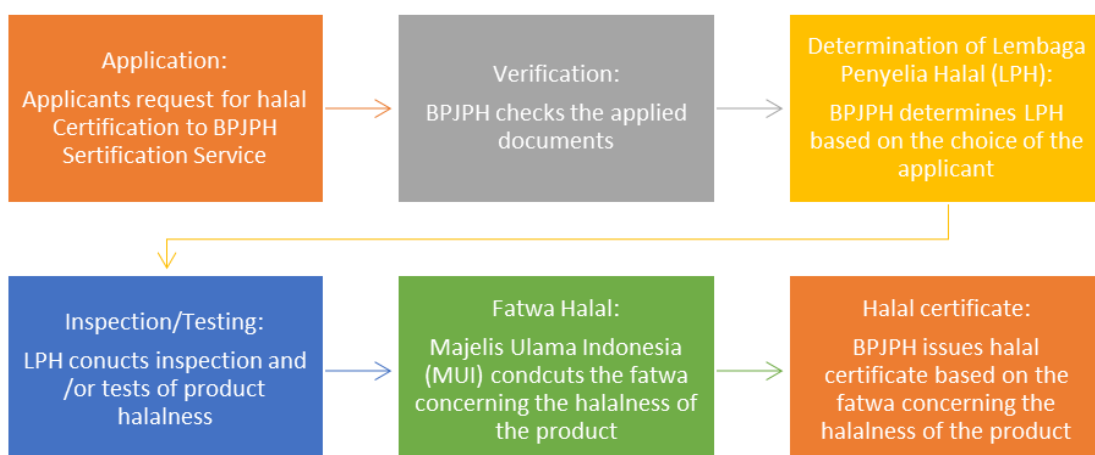 Application:
Applicants request for halal
Certification to BPJPH
Sertification Service
Verification:
BPJPH checks the applied
documents
Determination of Lembaga
Penyelia Halal (LPH):
BPJPH determines LPH
based on the choice of the
applicant
Inspection/Testing:
LPH conucts inspection and
/or tests of product
halalness
Fatwa Halal:
Majelis Ulama Indonesia
(MUI) condcuts the fatwa
concerning the halalness of
the product
Halal certificate:
BPJPH issues halal
certificate based on the
fatwa concerning the
halalness of the product